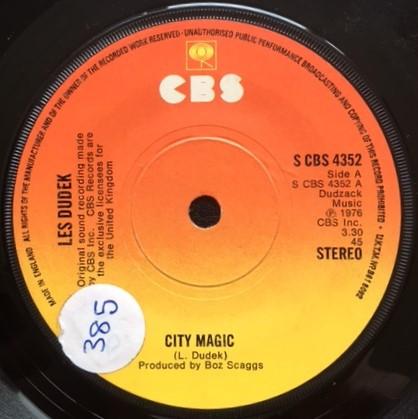 ALL RIGHTS OF THE MANUFACTURER AND OF THE OWNER OF THE RECORDED WORK RESERVED · UNAUTHORISED PUBLIC PERFORMANCE BROADCASTING AND COPYING OF THIS RECORD PROHIBITED
MADE IN ENGLAND
CBS
S CBS 4352
Side A
S CBS 4352 A
Dudzack
Music
℗ 1976
CBS Inc.
3.30
45
STEREO
LES DUDEK
Original sound recording made
by CBS Inc. CBS Records are
the exclusive licensees for
the United Kingdom
385
CITY MAGIC
(L. Dudek)
Produced by Boz Scaggs